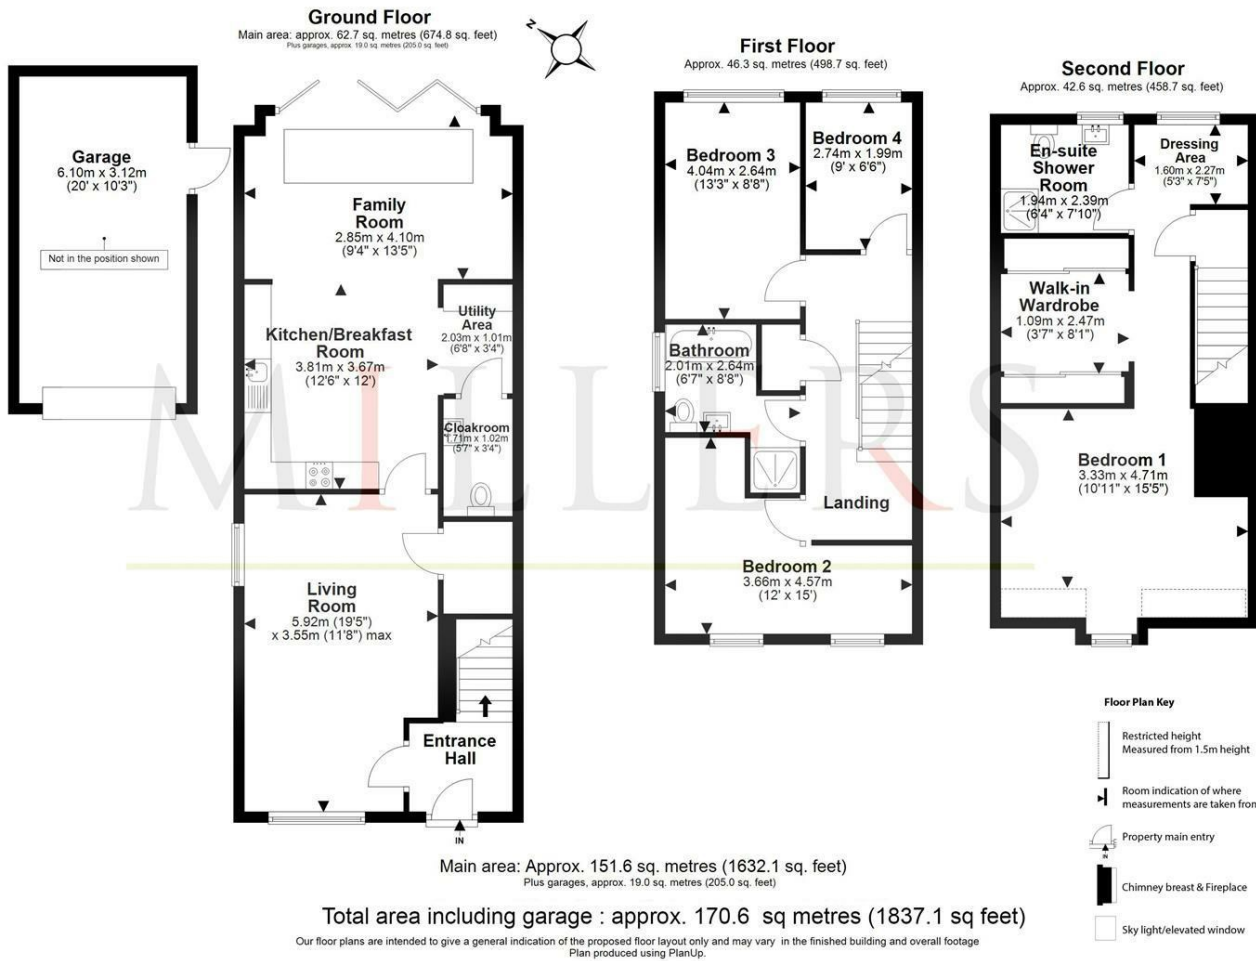 Ground Floor
Main area: approx. 62.7 sq. metres (674.8 sq. feet)
Plus garages, approx. 19.0 sq. metres (205.0 sq. feet)
N
Garage
6.10m x 3.12m
(20' x 10'3")
Not in the position shown
Family
Room
2.85m x 4.10m
(9'4" x 13'5")
Kitchen/Breakfast
Room
3.81m x 3.67m
(12'6" x 12')
Utility
Area
2.03m x 1.01m
(6'8" x 3'4")
Cloakroom
1.71m x 1.02m
(5'7" x 3'4")
Living
Room
5.92m (19'5")
x 3.55m (11'8") max
Entrance
Hall
IN
First Floor
Approx. 46.3 sq. metres (498.7 sq. feet)
Bedroom 3
4.04m x 2.64m
(13'3" x 8'8")
Bedroom 4
2.74m x 1.99m
(9' x 6'6")
Bathroom
2.01m x 2.64m
(6'7" x 8'8")
Landing
Bedroom 2
3.66m x 4.57m
(12' x 15')
Second Floor
Approx. 42.6 sq. metres (458.7 sq. feet)
En-suite
Shower
Room
1.94m x 2.39m
(6'4" x 7'10")
Dressing
Area
1.60m x 2.27m
(5'3" x 7'5")
Walk-in
Wardrobe
1.09m x 2.47m
(3'7" x 8'1")
Bedroom 1
3.33m x 4.71m
(10'11" x 15'5")
MILLERS
Floor Plan Key
Restricted height
Measured from 1.5m height
Room indication of where
measurements are taken from
Property main entry
IN
Chimney breast & Fireplace
Sky light/elevated window
Main area: Approx. 151.6 sq. metres (1632.1 sq. feet)
Plus garages, approx. 19.0 sq. metres (205.0 sq. feet)
Total area including garage : approx. 170.6 sq metres (1837.1 sq feet)
Our floor plans are intended to give a general indication of the proposed floor layout only and may vary in the finished building and overall footage
Plan produced using PlanUp.